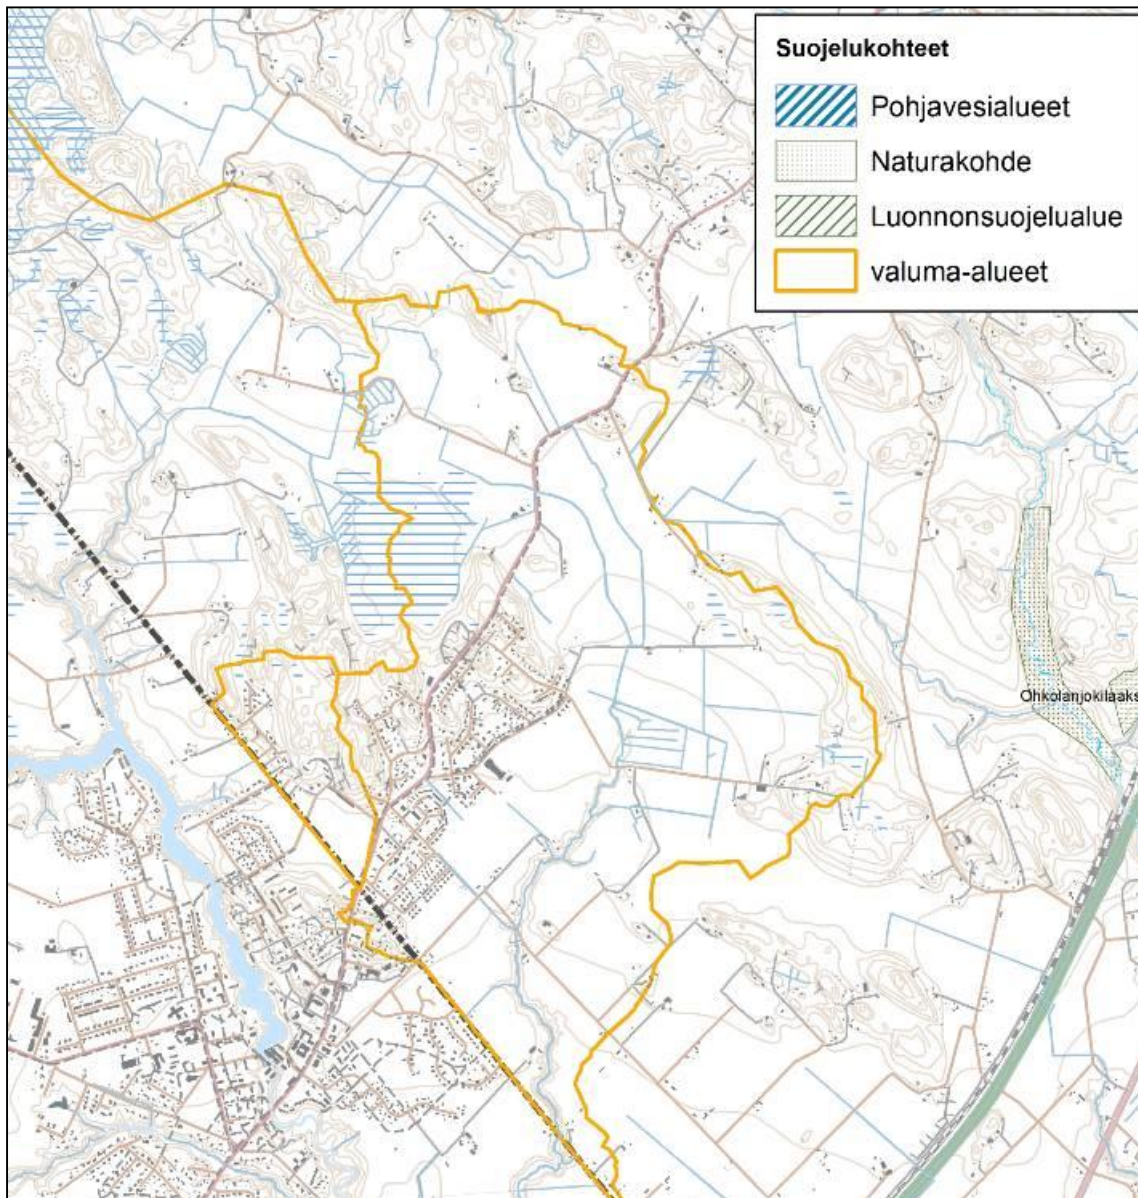 Suojelukohteet
Pohjavesialueet
Naturakohde
Luonnonsuojelualue
valuma-alueet
Ohkolanjokilaaks